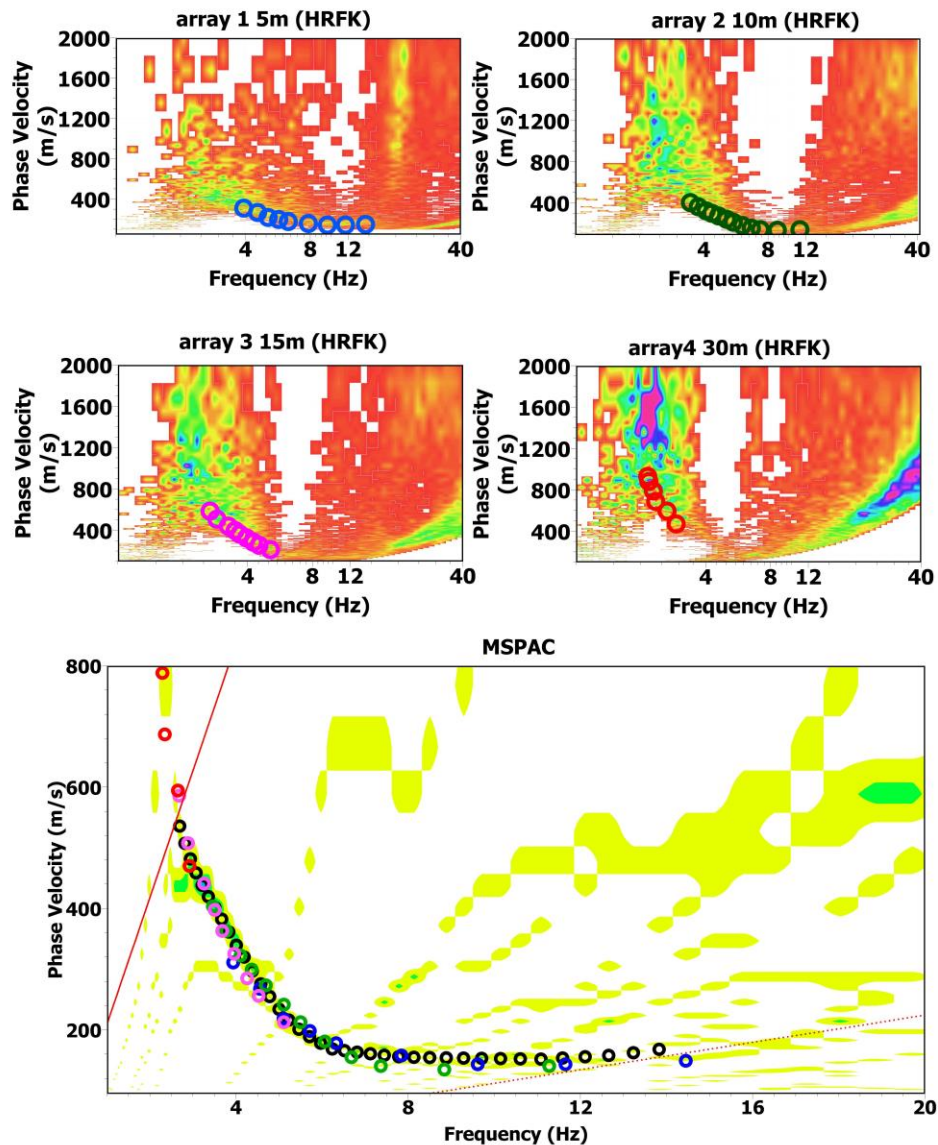 array 1 5m (HRFK)
2000
1600
1200
800
400
Phase Velocity
(m/s)
4
8
12
40
Frequency (Hz)
array 2 10m (HRFK)
2000
1600
1200
800
400
Phase Velocity
(m/s)
4
8
12
40
Frequency (Hz)
array 3 15m (HRFK)
2000
1600
1200
800
400
Phase Velocity
(m/s)
4
8
12
40
Frequency (Hz)
array4 30m (HRFK)
2000
1600
1200
800
400
Phase Velocity
(m/s)
4
8
12
40
Frequency (Hz)
MSPAC
800
600
400
200
Phase Velocity (m/s)
4
8
12
16
20
Frequency (Hz)